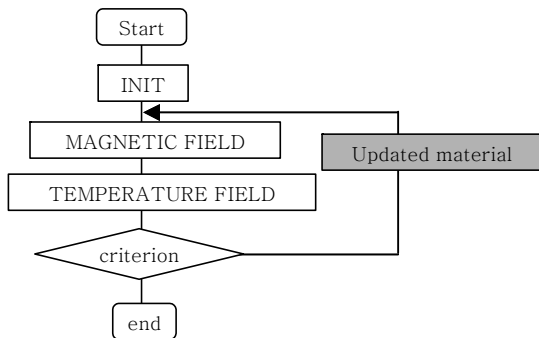 Start
INIT
MAGNETIC FIELD
Updated material
TEMPERATURE FIELD
criterion
end